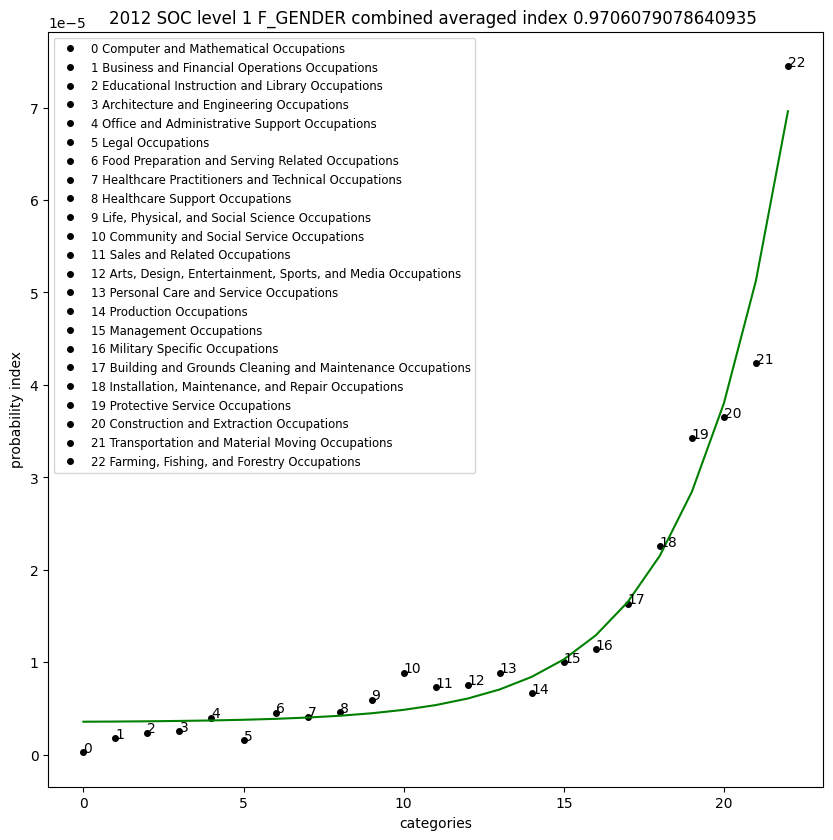 2012 SOC level 1 F_GENDER combined averaged index 0.9706079078640935
1e−5
0 Computer and Mathematical Occupations
1 Business and Financial Operations Occupations
2 Educational Instruction and Library Occupations
3 Architecture and Engineering Occupations
4 Office and Administrative Support Occupations
5 Legal Occupations
6 Food Preparation and Serving Related Occupations
7 Healthcare Practitioners and Technical Occupations
8 Healthcare Support Occupations
9 Life, Physical, and Social Science Occupations
10 Community and Social Service Occupations
11 Sales and Related Occupations
12 Arts, Design, Entertainment, Sports, and Media Occupations
13 Personal Care and Service Occupations
14 Production Occupations
15 Management Occupations
16 Military Specific Occupations
17 Building and Grounds Cleaning and Maintenance Occupations
18 Installation, Maintenance, and Repair Occupations
19 Protective Service Occupations
20 Construction and Extraction Occupations
21 Transportation and Material Moving Occupations
22 Farming, Fishing, and Forestry Occupations
probability index
7
6
5
4
3
2
1
0
0
1
2
3
4
5
6
7
8
9
10
11
12
13
14
15
16
17
18
19
20
21
22
0
5
10
15
20
categories